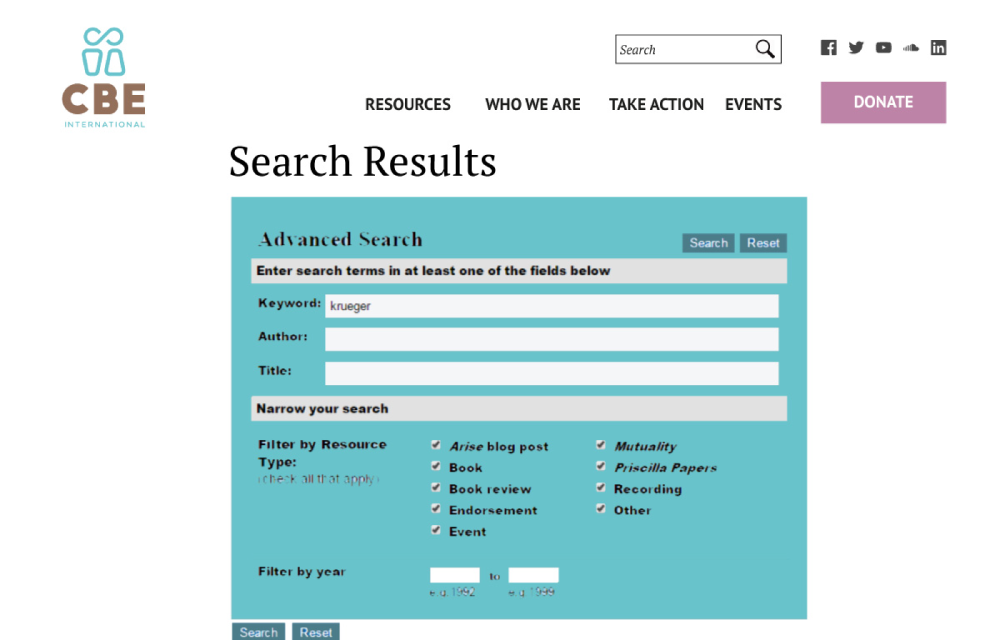 Search
CBE
INTERNATIONAL
RESOURCES WHO WE ARE TAKE ACTION EVENTS DONATE
Search Results
Advanced Search Search Reset
Enter search terms in at least one of the fields below
Keyword: krueger
Author:
Title:
Narrow your search
Filter by Resource Type:
(check all that apply)
Arise blog post
Book
Book review
Endorsement
Event
Mutuality
Priscilla Papers
Recording
Other
Filter by year to
e.g. 1992 e.g. 1999
Search Reset